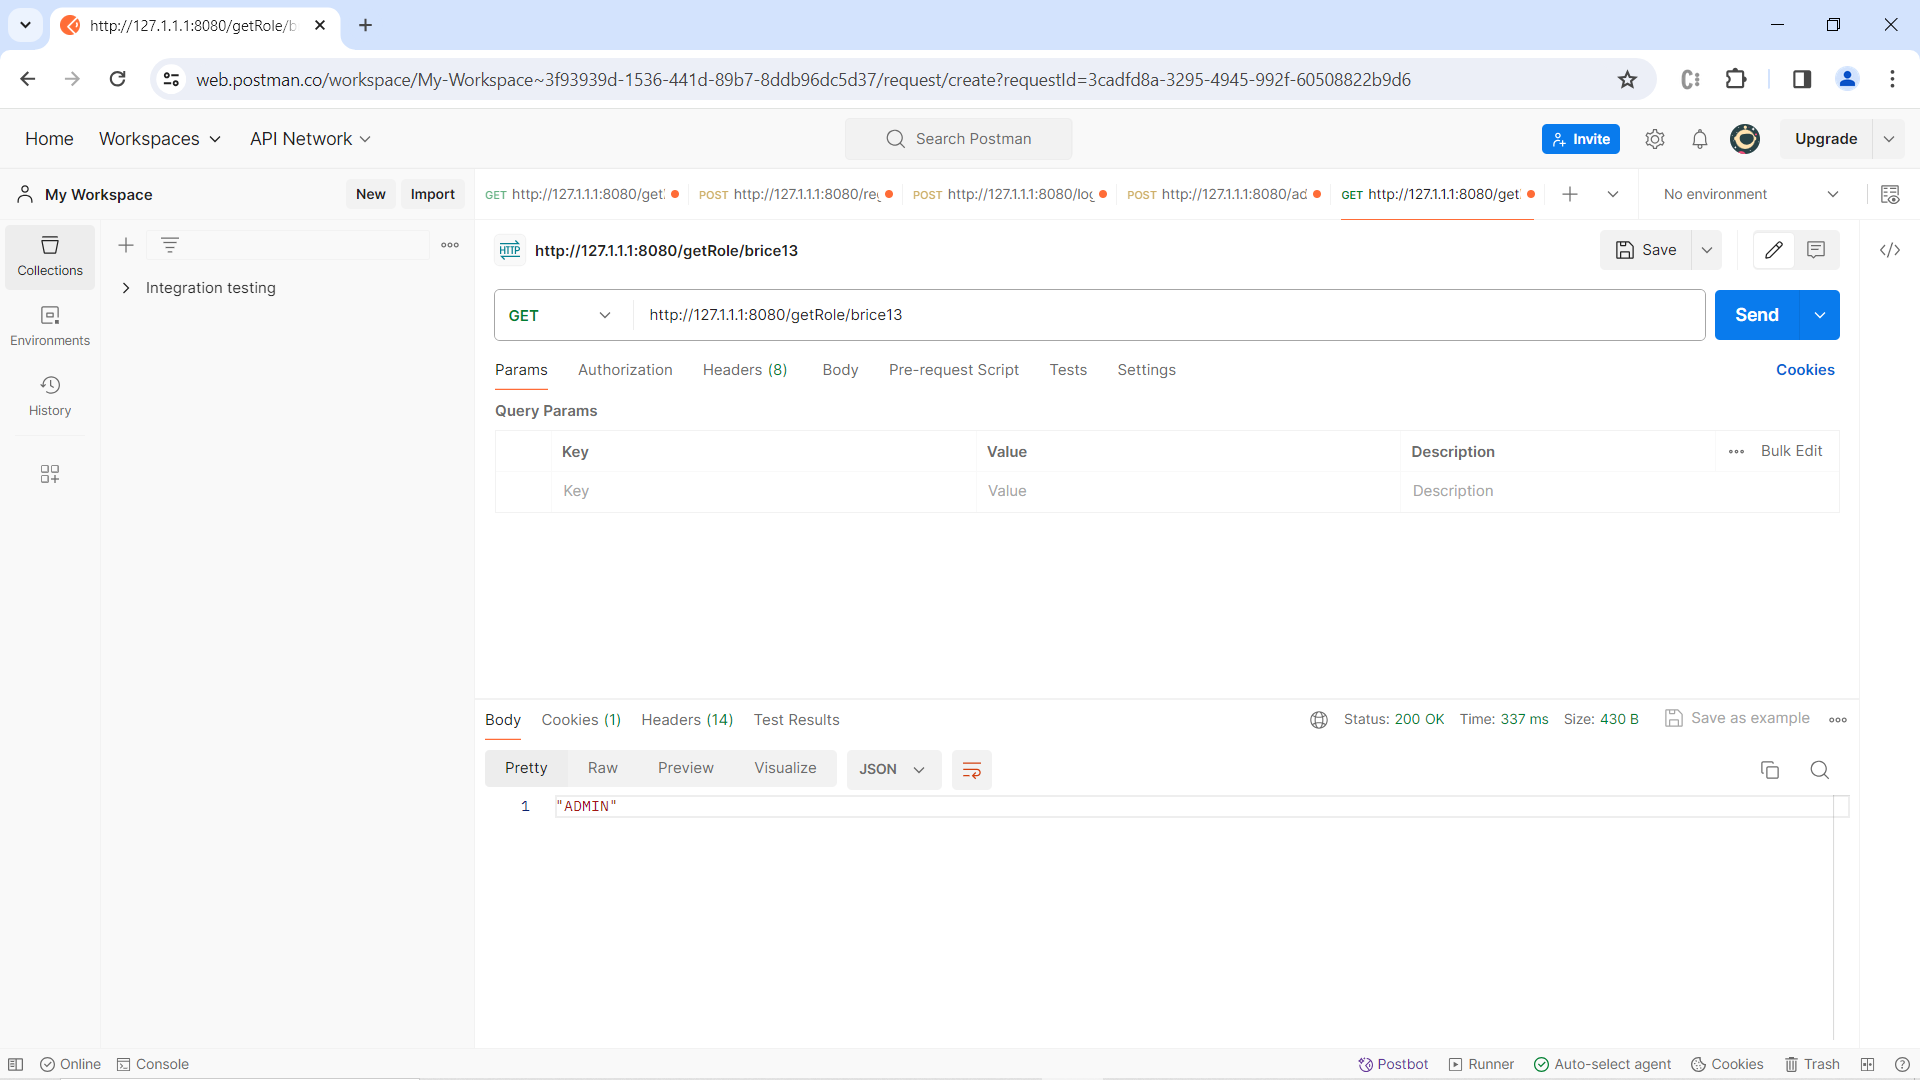 http://127.1.1.1:8080/getRole/b
web.postman.co/workspace/My-Workspace~3f93939d-1536-441d-89b7-8ddb96dc5d37/request/create?requestId=3cadfd8a-3295-4945-992f-60508822b9d6
Home Workspaces API Network Search Postman Invite Upgrade
My Workspace New Import GET http://127.1.1.1:8080/get POST http://127.1.1.1:8080/reg POST http://127.1.1.1:8080/log POST http://127.1.1.1:8080/ad GET http://127.1.1.1:8080/get No environment
HTTP http://127.1.1.1:8080/getRole/brice13 Save
Collections
Integration testing
GET http://127.1.1.1:8080/getRole/brice13 Send
Environments
Params Authorization Headers (8) Body Pre-request Script Tests Settings Cookies
History
Query Params
Key Value Description Bulk Edit
Key Value Description
Body Cookies (1) Headers (14) Test Results Status: 200 OK Time: 337 ms Size: 430 B Save as example
Pretty Raw Preview Visualize JSON
1 "ADMIN"
Online Console Postbot Runner Auto-select agent Cookies Trash